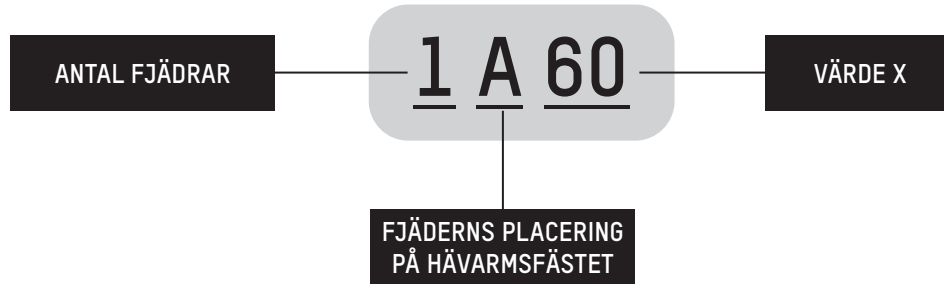 ANTAL FJÄDRAR
1 A 60
VÄRDE X
FJÄDERNS PLACERING
PÅ HÄVARMSFÄSTET